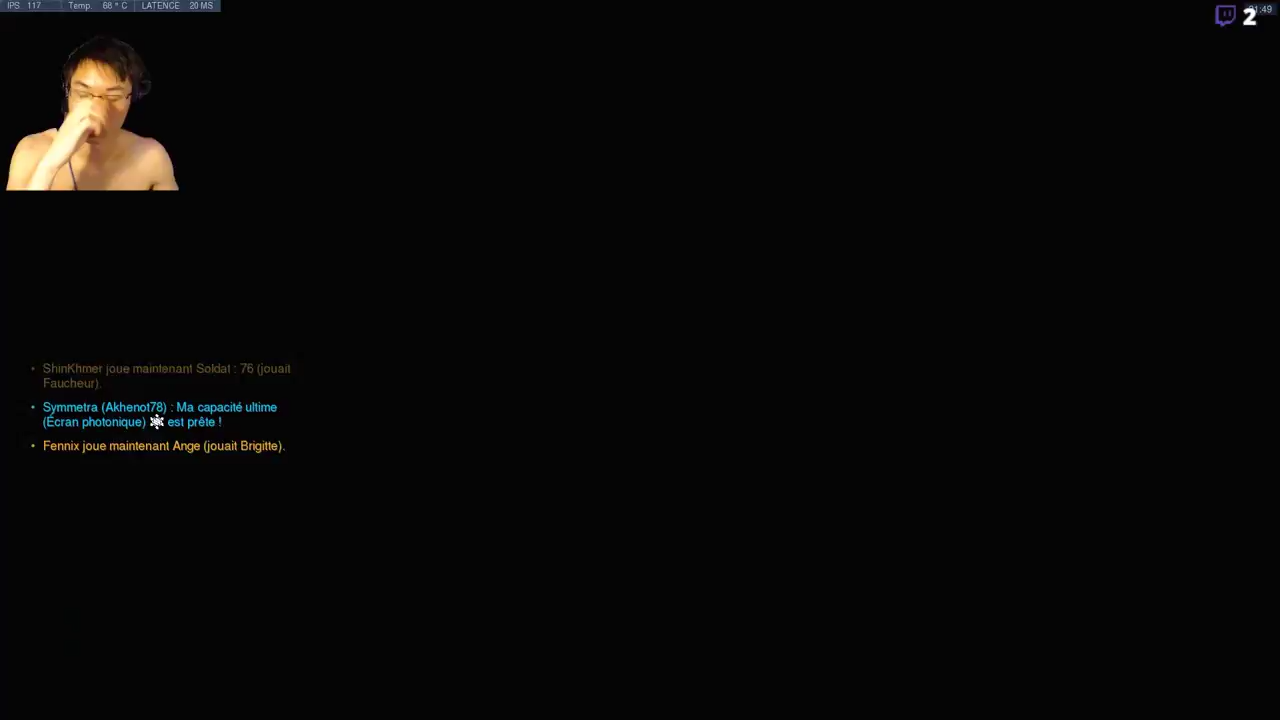 IPS 117 Temp. 68 ° C LATENCE 20 MS
2
ShinKhmer joue maintenant Soldat : 76 (jouait
Faucheur).
Symmetra (Akhenot78) : Ma capacité ultime
(Écran photonique) est prête !
Fennix joue maintenant Ange (jouait Brigitte).